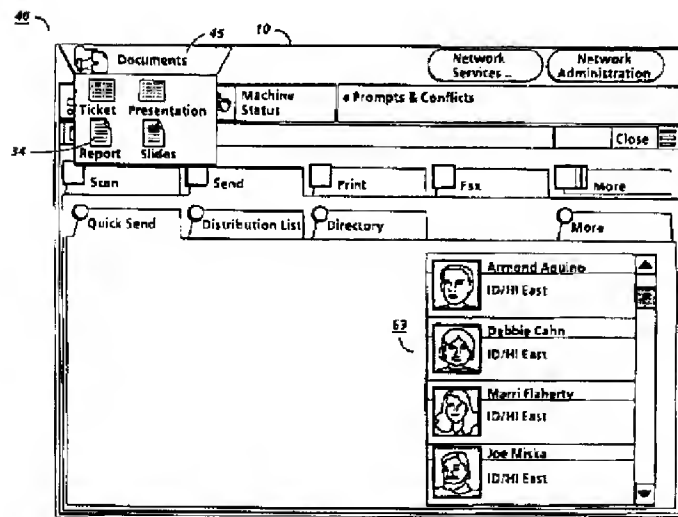 46
45
10
Documents
Network Services ..
Network Administration
Ticket Presentation
Machine Status
Prompts & Conflicts
34
Report Slides
Close
Scan Send Print Fax More
Quick Send Distribution List Directory More
Armond Aquino
ID/HI East
63
Debbie Cahn
ID/HI East
Marri Flaherty
ID/HI East
Joe Miska
ID/HI East